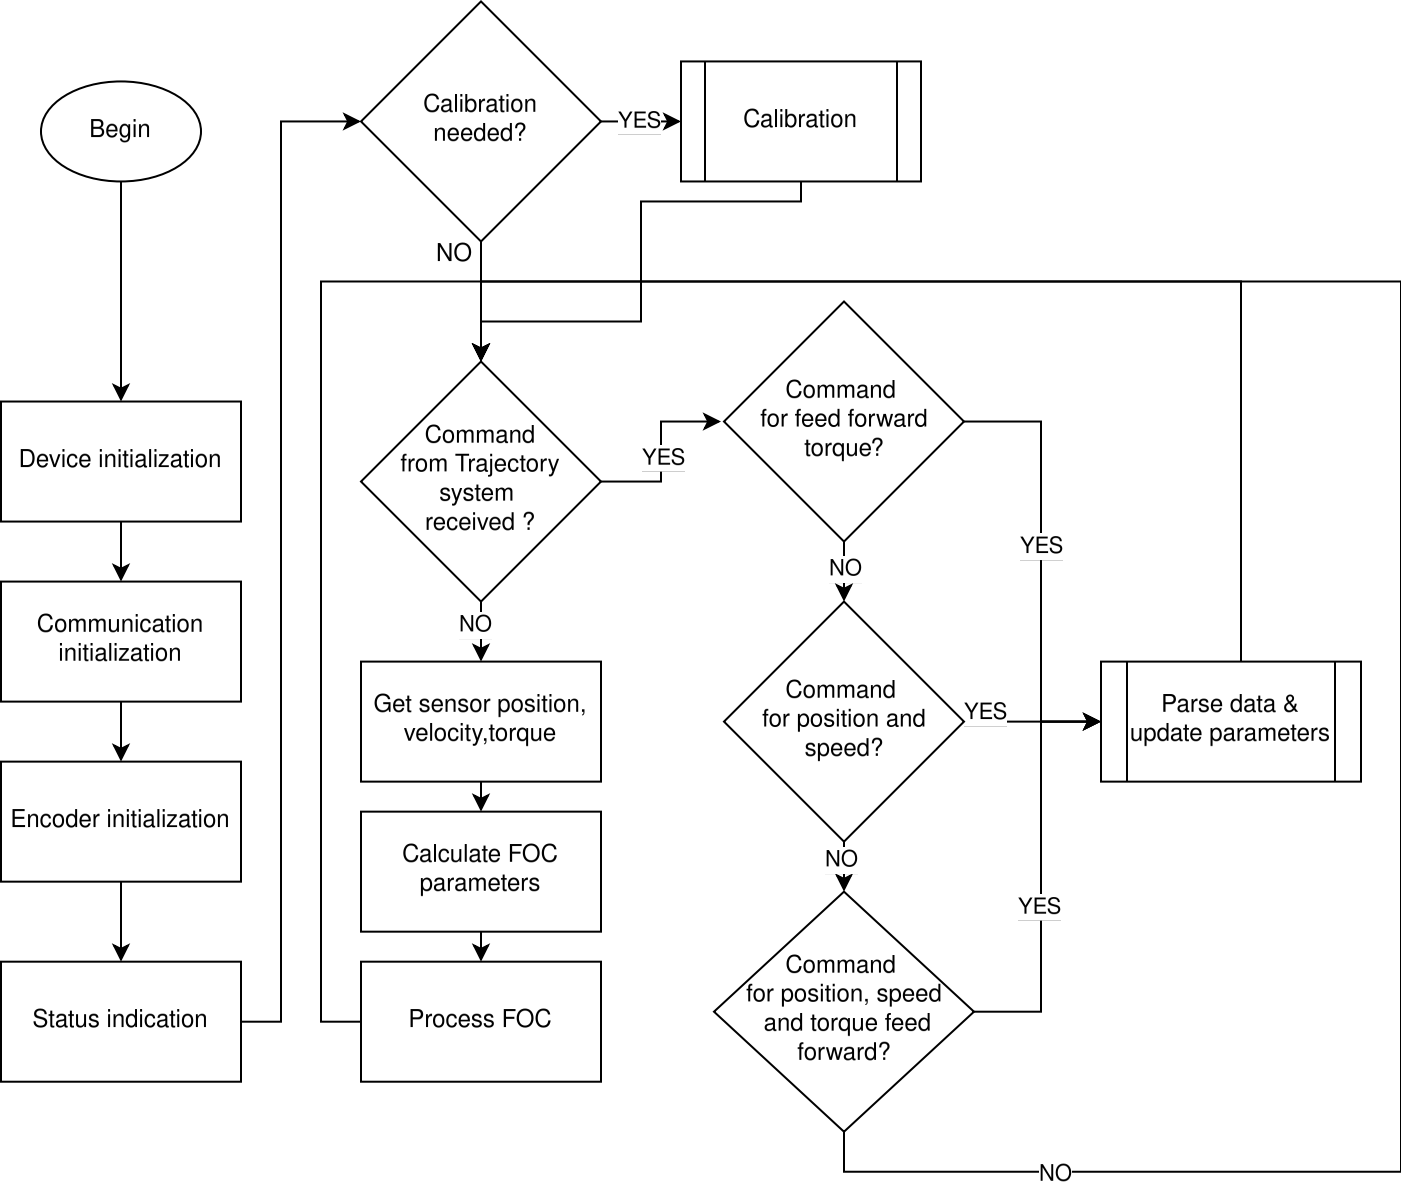 Begin
Device initialization
Communication
initialization
Encoder initialization
Status indication
Calibration
needed?
YES
Calibration
NO
Command
from Trajectory
system
received ?
YES
NO
Get sensor position,
velocity,torque
Calculate FOC
parameters
Process FOC
Command
for feed forward
torque?
YES
NO
Command
for position and
speed?
YES
NO
Command
for position, speed
and torque feed
forward?
YES
NO
Parse data &
update parameters